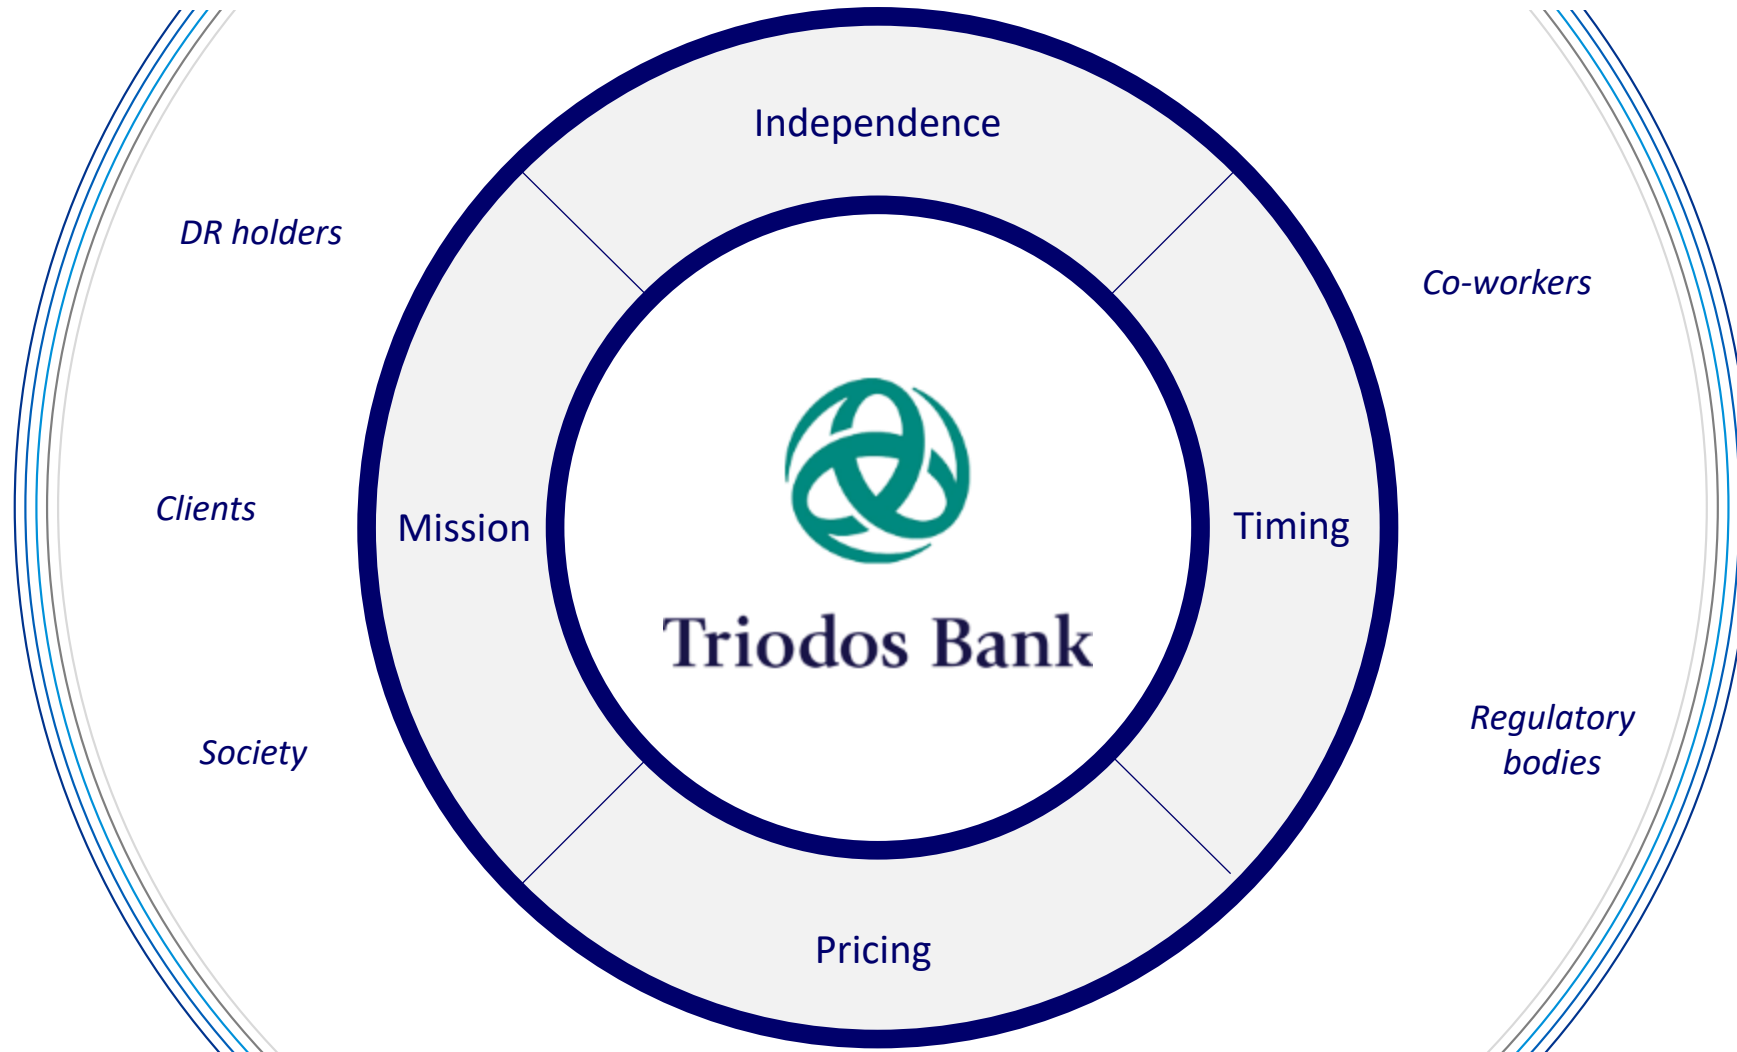 Independence
DR holders
Co-workers
Clients
Mission
Timing
Triodos Bank
Society
Regulatory
bodies
Pricing